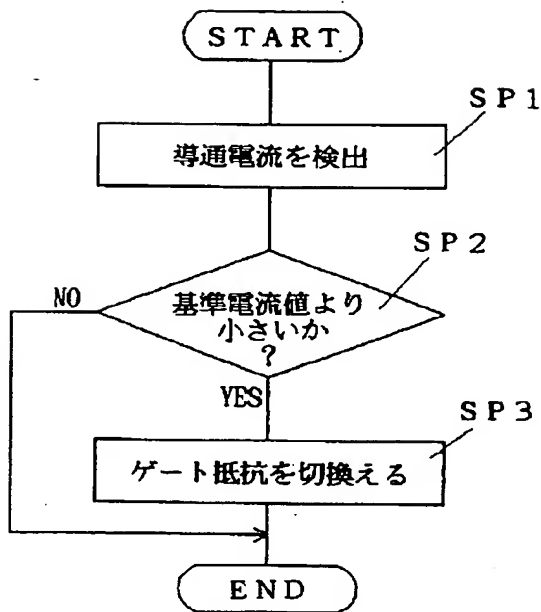 START
SP1
導通電流を検出
SP2
NO
基準電流値より
小さいか
?
YES
SP3
ゲート抵抗を切換える
END